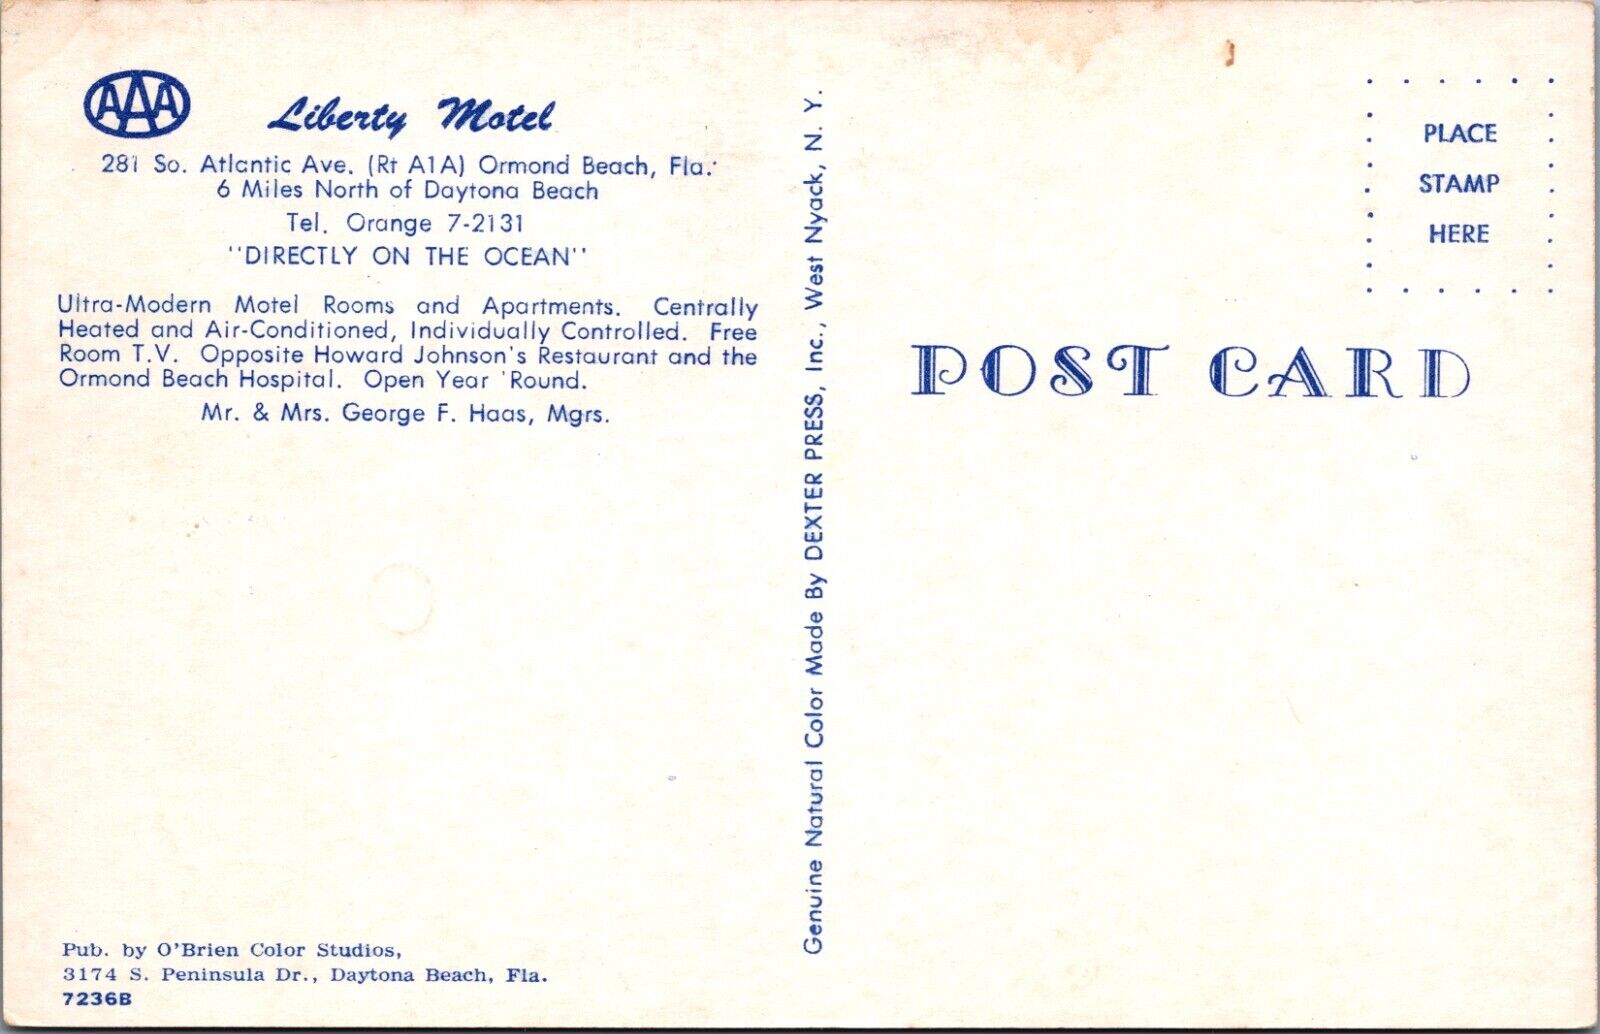 AAA
Liberty Motel
281 So. Atlantic Ave. (Rt A1A) Ormond Beach, Fla.
6 Miles North of Daytona Beach
Tel. Orange 7-2131
"DIRECTLY ON THE OCEAN"
Ultra-Modern Motel Rooms and Apartments. Centrally
Heated and Air-Conditioned, Individually Controlled. Free
Room T.V. Opposite Howard Johnson's Restaurant and the
Ormond Beach Hospital. Open Year 'Round.
Mr. & Mrs. George F. Haas, Mgrs.
Pub. by O'Brien Color Studios,
3174 S. Peninsula Dr., Daytona Beach, Fla.
7236B
Genuine Natural Color Made By DEXTER PRESS, Inc., West Nyack, N. Y.
PLACE
STAMP
HERE
POST CARD